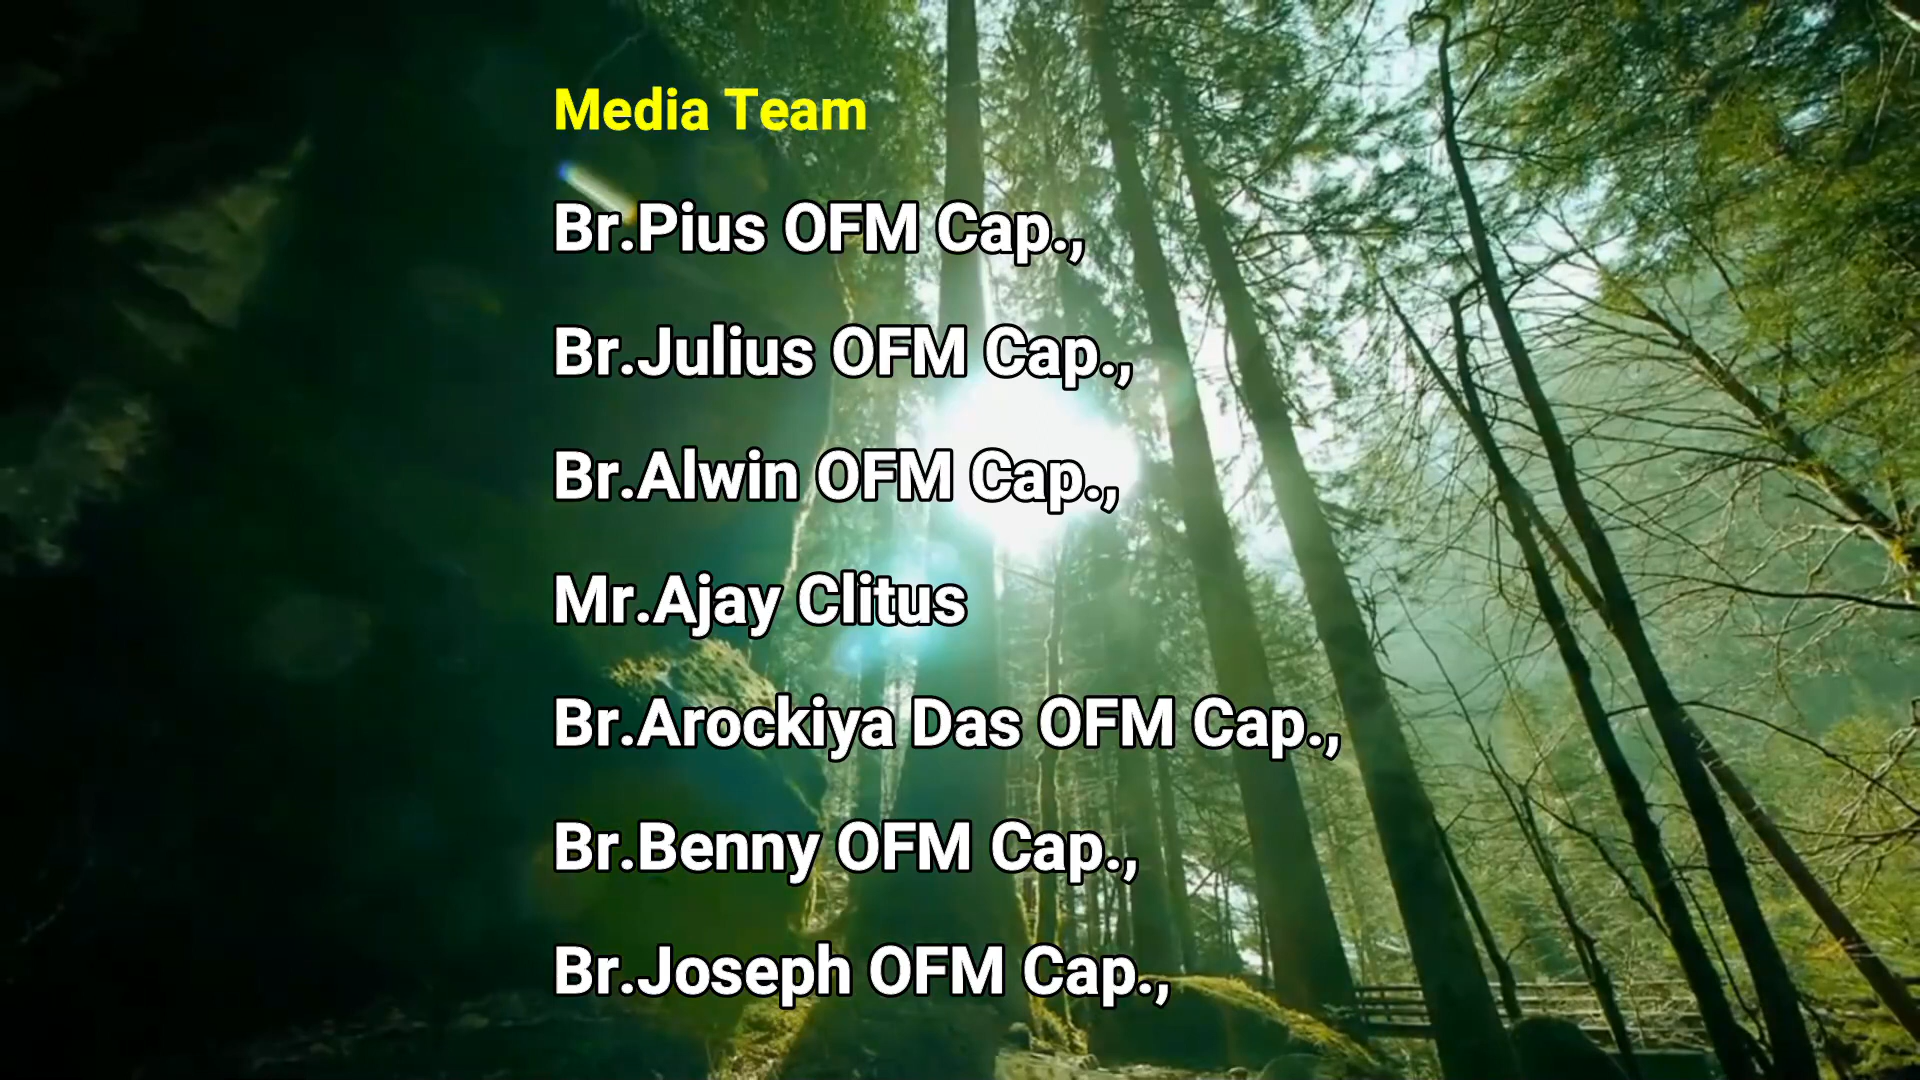 Media Team
Br.Pius OFM Cap.,
Br.Julius OFM Cap.,
Br.Alwin OFM Cap.,
Mr.Ajay Clitus
Br.Arockiya Das OFM Cap.,
Br.Benny OFM Cap.,
Br.Joseph OFM Cap.,